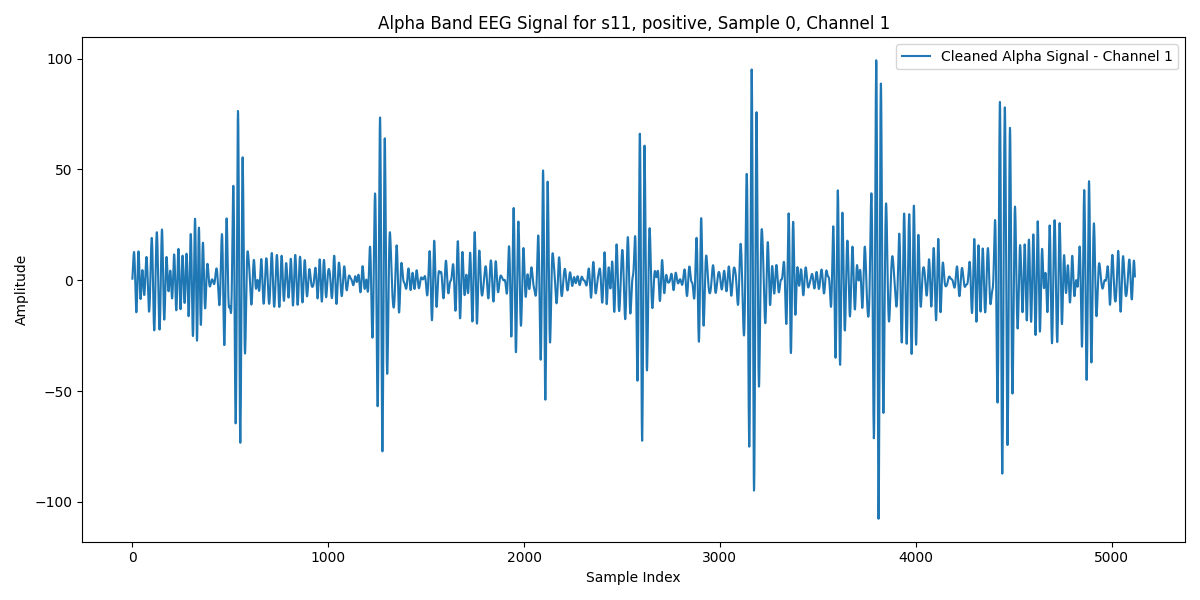 Alpha Band EEG Signal for s11, positive, Sample 0, Channel 1
Cleaned Alpha Signal - Channel 1
Amplitude
100
50
0
−50
−100
0 1000 2000 3000 4000 5000
Sample Index